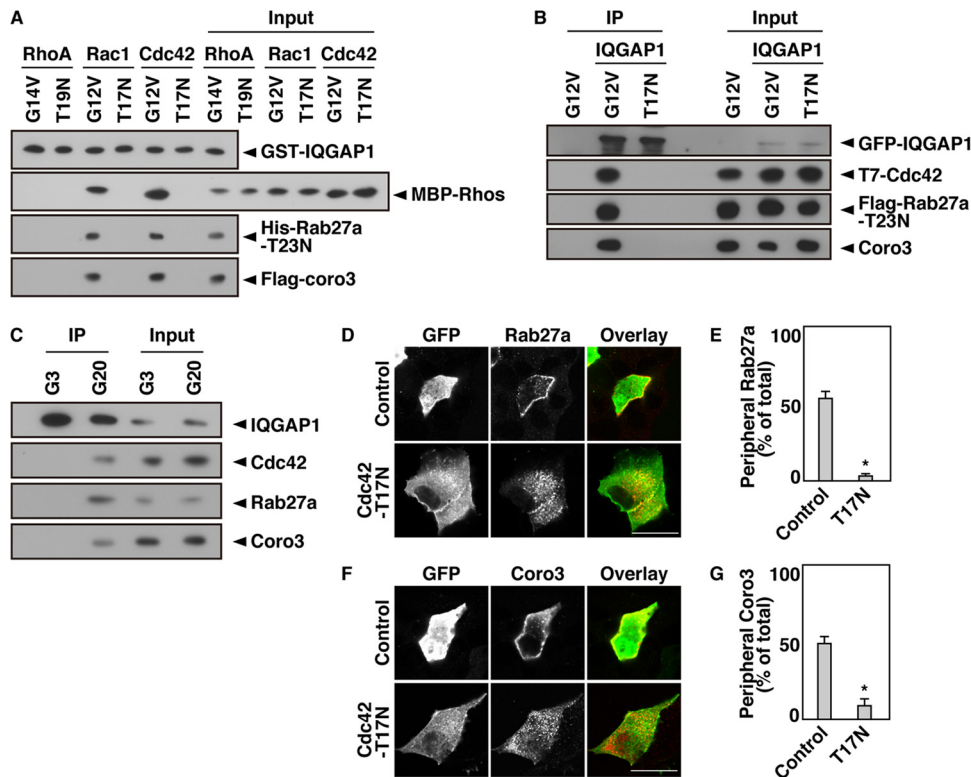 A
Input
RhoA Rac1 Cdc42 RhoA Rac1 Cdc42
G14V T19N G12V T17N G12V T17N G14V T19N G12V T17N G12V T17N
GST-IQGAP1
MBP-Rhos
His-Rab27a
-T23N
Flag-coro3
B
IP Input
IQGAP1 IQGAP1
G12V G12V T17N G12V G12V T17N
GFP-IQGAP1
T7-Cdc42
Flag-Rab27a
-T23N
Coro3
C
IP Input
G3 G20 G3 G20
IQGAP1
Cdc42
Rab27a
Coro3
D
GFP Rab27a Overlay
Control
Cdc42
-T17N
E
Peripheral Rab27a
(% of total)
100
50
0
*
Control T17N
F
GFP Coro3 Overlay
Control
Cdc42
-T17N
G
Peripheral Coro3
(% of total)
100
50
0
*
Control T17N